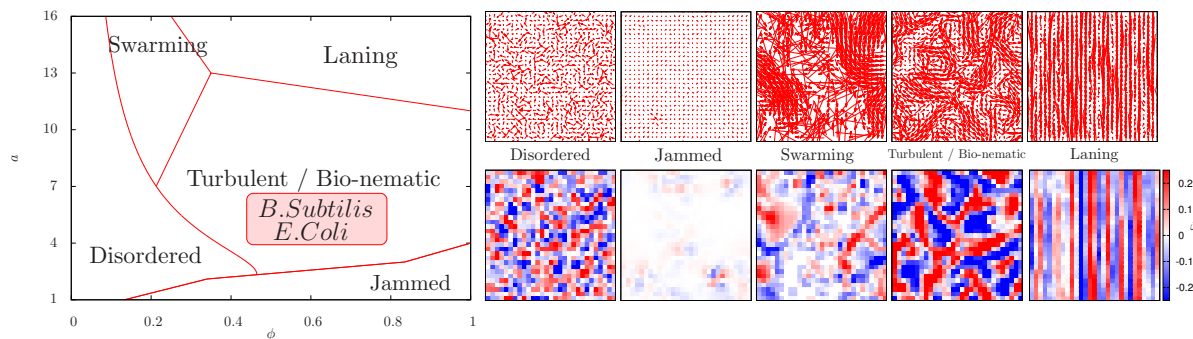 16
13
10
7
4
1
a
0
0.2
0.4
0.6
0.8
1
ϕ
Swarming
Laning
Turbulent / Bio-nematic
B.Subtilis
E.Coli
Disordered
Jammed
Disordered
Jammed
Swarming
Turbulent / Bio-nematic
Laning
0.2
0.1
0
-0.1
-0.2